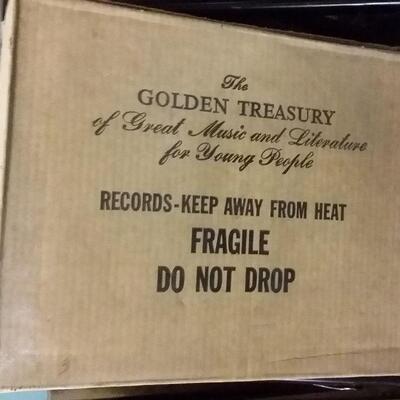 The
GOLDEN TREASURY
of Great Music and Literature
for Young People
RECORDS-KEEP AWAY FROM HEAT
FRAGILE
DO NOT DROP